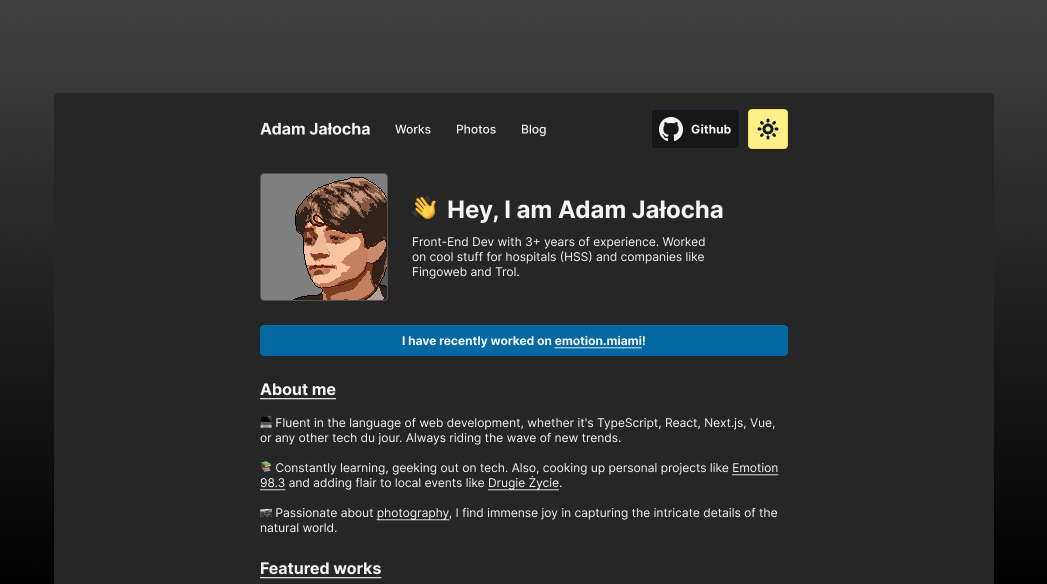 Adam Jałocha Works Photos Blog Github
👋 Hey, I am Adam Jałocha
Front-End Dev with 3+ years of experience. Worked
on cool stuff for hospitals (HSS) and companies like
Fingoweb and Trol.
I have recently worked on emotion.miami!
About me
💻 Fluent in the language of web development, whether it's TypeScript, React, Next.js, Vue,
or any other tech du jour. Always riding the wave of new trends.
📚 Constantly learning, geeking out on tech. Also, cooking up personal projects like Emotion
98.3 and adding flair to local events like Drugie Życie.
📷 Passionate about photography, I find immense joy in capturing the intricate details of the
natural world.
Featured works